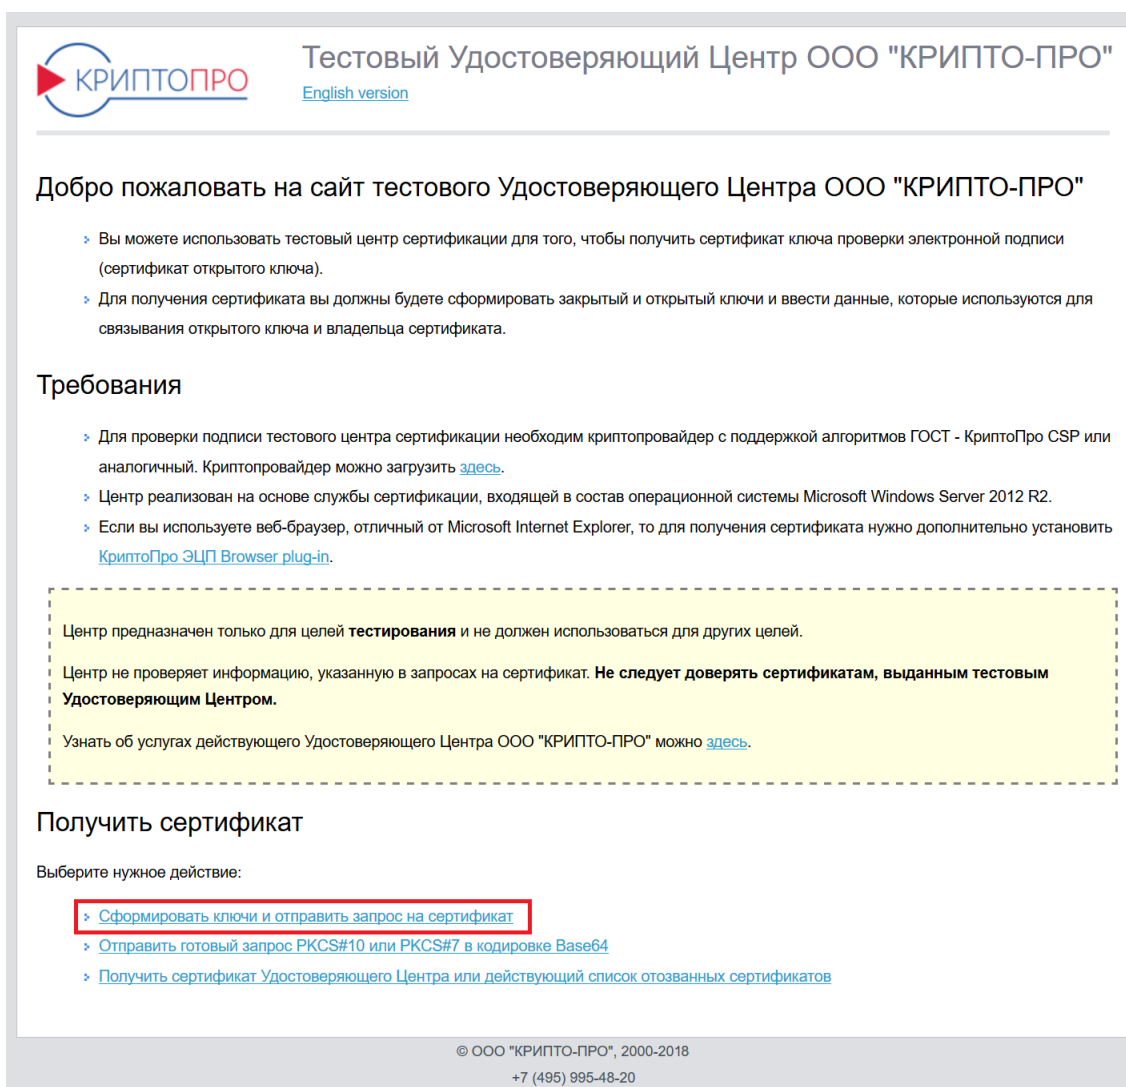 КРИПТОПРО
Тестовый Удостоверяющий Центр ООО "КРИПТО-ПРО"
English version
Добро пожаловать на сайт тестового Удостоверяющего Центра ООО "КРИПТО-ПРО"
Вы можете использовать тестовый центр сертификации для того, чтобы получить сертификат ключа проверки электронной подписи
(сертификат открытого ключа).
Для получения сертификата вы должны будете сформировать закрытый и открытый ключи и ввести данные, которые используются для
связывания открытого ключа и владельца сертификата.
Требования
Для проверки подписи тестового центра сертификации необходим криптопровайдер с поддержкой алгоритмов ГОСТ - КриптоПро CSP или
аналогичный. Криптопровайдер можно загрузить здесь.
Центр реализован на основе службы сертификации, входящей в состав операционной системы Microsoft Windows Server 2012 R2.
Если вы используете веб-браузер, отличный от Microsoft Internet Explorer, то для получения сертификата нужно дополнительно установить
КриптоПро ЭЦП Browser plug-in.
Центр предназначен только для целей тестирования и не должен использоваться для других целей.
Центр не проверяет информацию, указанную в запросах на сертификат. Не следует доверять сертификатам, выданным тестовым
Удостоверяющим Центром.
Узнать об услугах действующего Удостоверяющего Центра ООО "КРИПТО-ПРО" можно здесь.
Получить сертификат
Выберите нужное действие:
Сформировать ключи и отправить запрос на сертификат
Отправить готовый запрос PKCS#10 или PKCS#7 в кодировке Base64
Получить сертификат Удостоверяющего Центра или действующий список отозванных сертификатов
© ООО "КРИПТО-ПРО", 2000-2018
+7 (495) 995-48-20